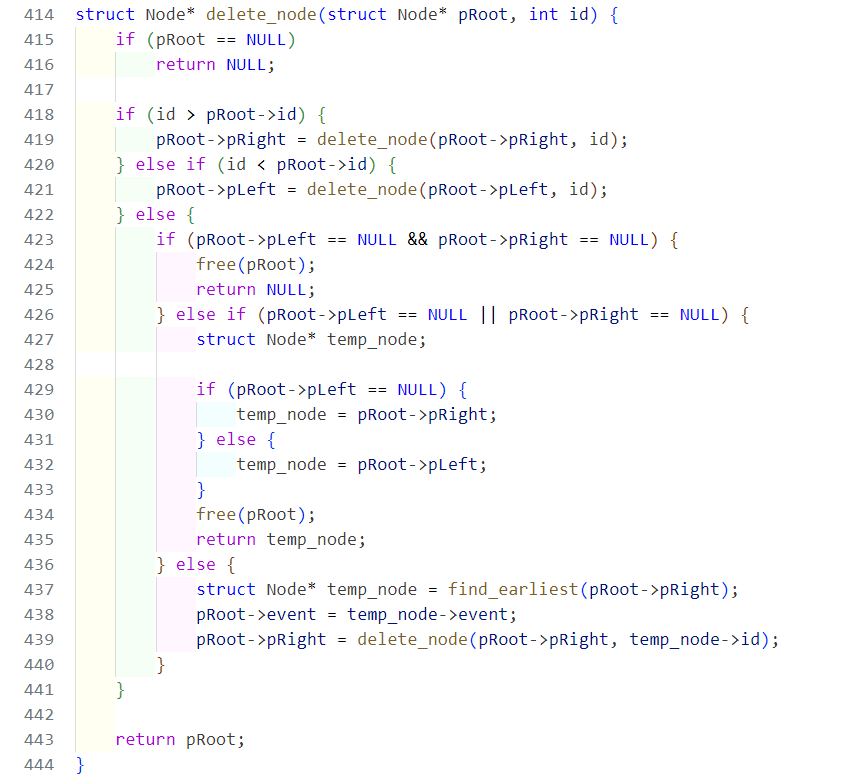 414 struct Node* delete_node(struct Node* pRoot, int id) {
415     if (pRoot == NULL)
416         return NULL;
417
418     if (id > pRoot->id) {
419         pRoot->pRight = delete_node(pRoot->pRight, id);
420     } else if (id < pRoot->id) {
421         pRoot->pLeft = delete_node(pRoot->pLeft, id);
422     } else {
423         if (pRoot->pLeft == NULL && pRoot->pRight == NULL) {
424             free(pRoot);
425             return NULL;
426         } else if (pRoot->pLeft == NULL || pRoot->pRight == NULL) {
427             struct Node* temp_node;
428
429             if (pRoot->pLeft == NULL) {
430                 temp_node = pRoot->pRight;
431             } else {
432                 temp_node = pRoot->pLeft;
433             }
434             free(pRoot);
435             return temp_node;
436         } else {
437             struct Node* temp_node = find_earliest(pRoot->pRight);
438             pRoot->event = temp_node->event;
439             pRoot->pRight = delete_node(pRoot->pRight, temp_node->id);
440         }
441     }
442
443     return pRoot;
444 }